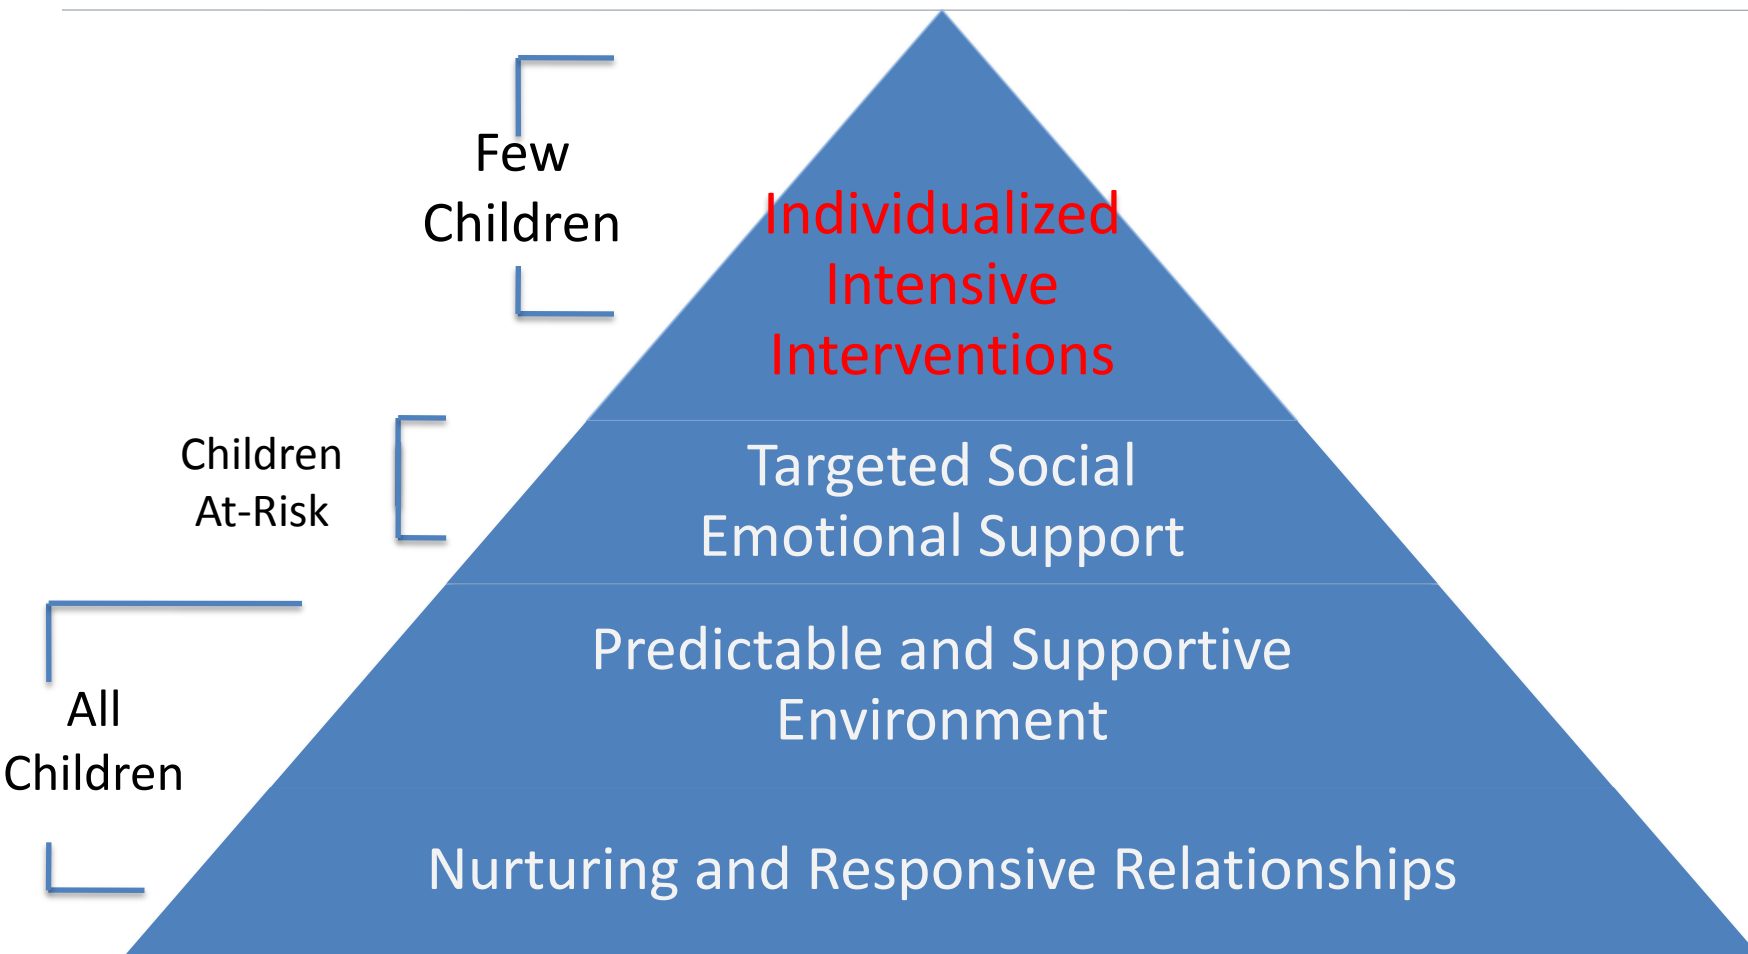 Few
Children
Individualized
Intensive
Interventions
Children
At-Risk
Targeted Social
Emotional Support
All
Children
Predictable and Supportive
Environment
Nurturing and Responsive Relationships